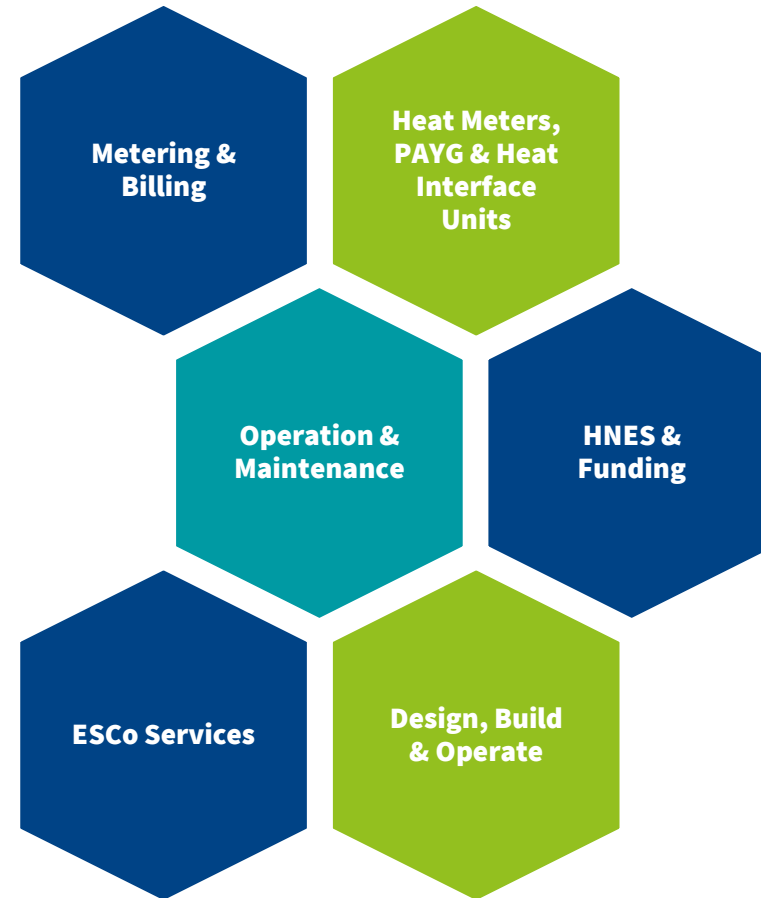 Metering &
Billing
Heat Meters,
PAYG & Heat
Interface
Units
Operation &
Maintenance
HNES &
Funding
ESCo Services
Design, Build
& Operate